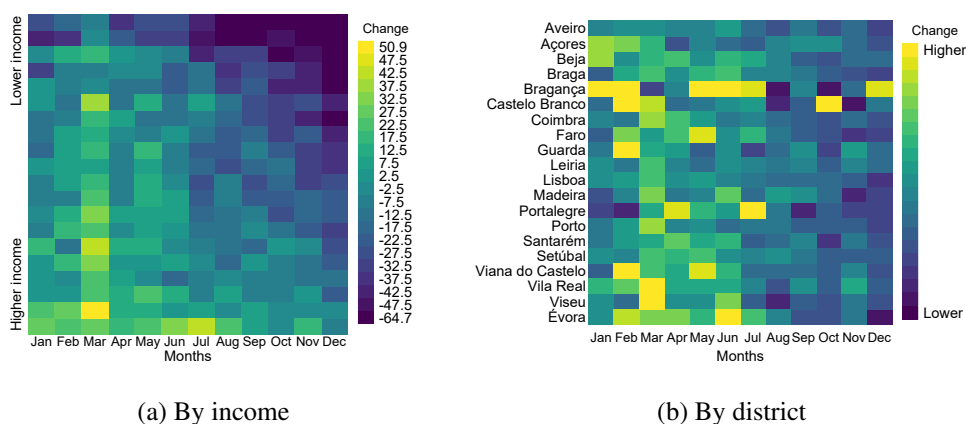 Lower income
Higher income
Jan Feb Mar Apr May Jun Jul Aug Sep Oct Nov Dec
Months
Change
50.9
47.5
42.5
37.5
32.5
27.5
22.5
17.5
12.5
7.5
2.5
-2.5
-7.5
-12.5
-17.5
-22.5
-27.5
-32.5
-37.5
-42.5
-47.5
-64.7
(a) By income
Aveiro
Açores
Beja
Braga
Bragança
Castelo Branco
Coimbra
Faro
Guarda
Leiria
Lisboa
Madeira
Portalegre
Porto
Santarém
Setúbal
Viana do Castelo
Vila Real
Viseu
Évora
Jan Feb Mar Apr May Jun Jul Aug Sep Oct Nov Dec
Months
Change
Higher
Lower
(b) By district